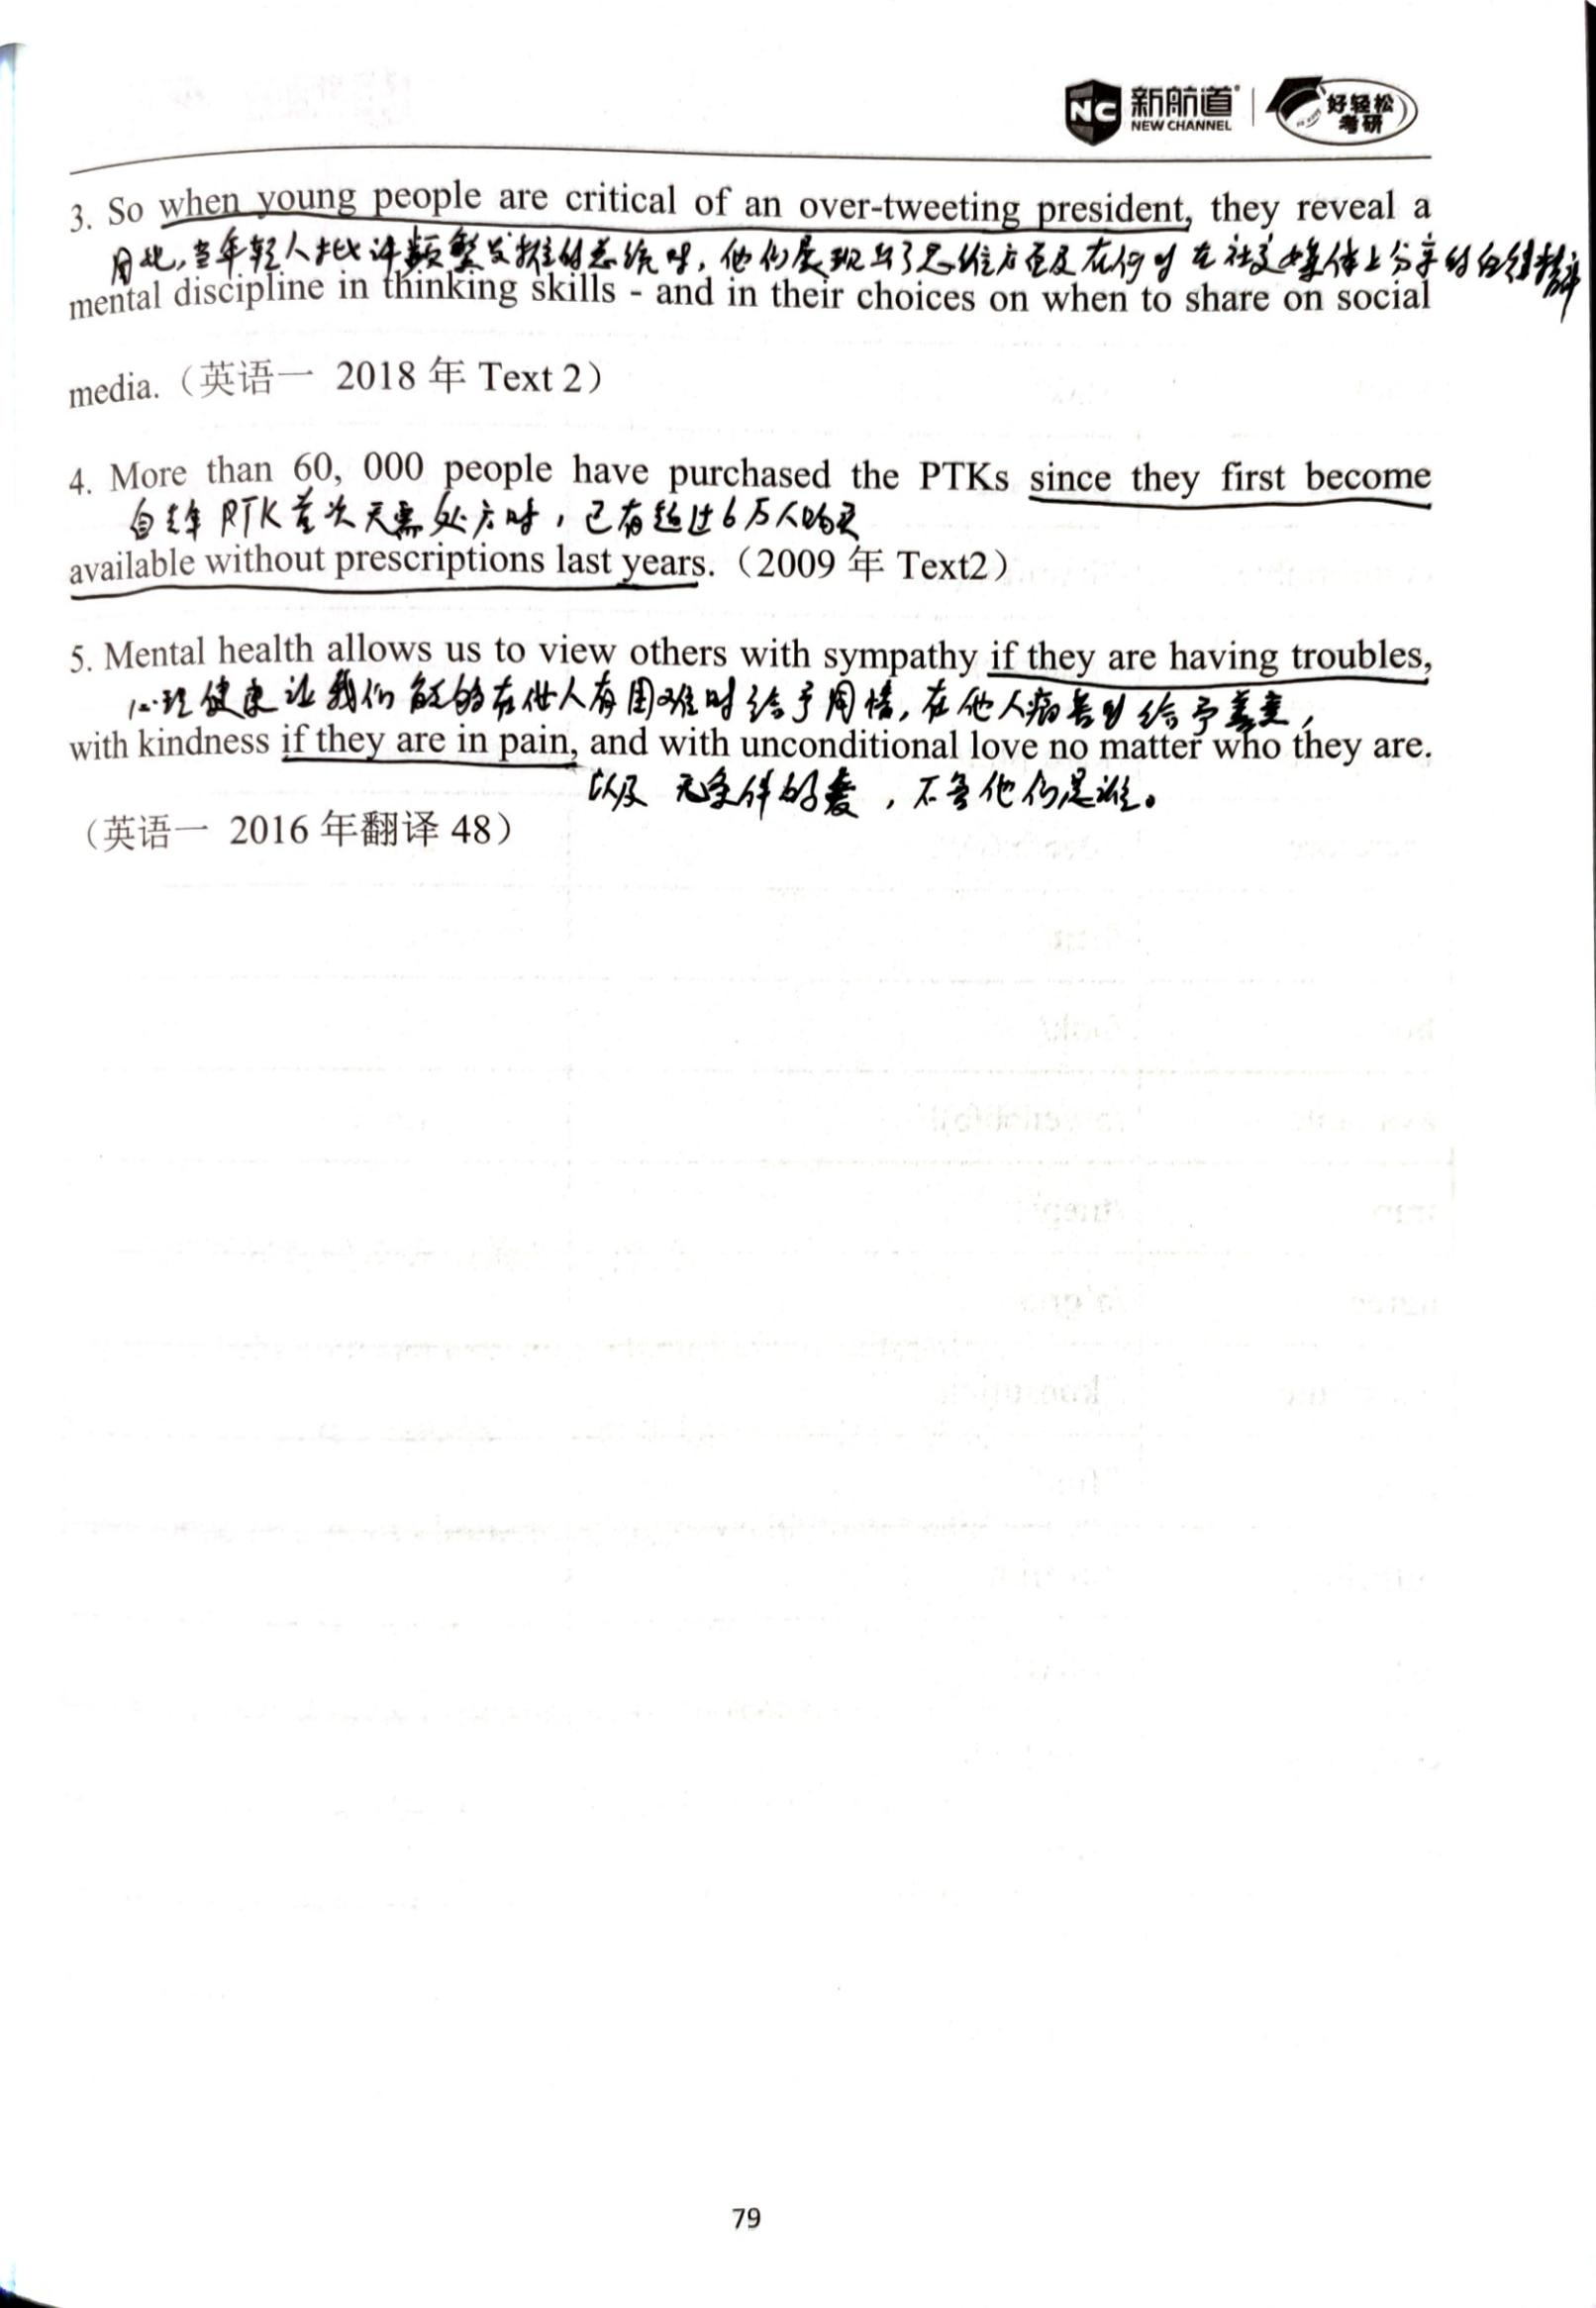 NC 新航道 NEW CHANNEL 好轻松考研
3. So when young people are critical of an over-tweeting president, they reveal a
因此,当年轻人批评频繁发推的总统时,他们展现出了思维方面及在何时在社交媒体上分享的自律精神
mental discipline in thinking skills - and in their choices on when to share on social
media.（英语一 2018 年 Text 2）
4. More than 60, 000 people have purchased the PTKs since they first become
自去年 PTK 首次无需处方时，已有超过6万人购买
available without prescriptions last years.（2009 年 Text2）
5. Mental health allows us to view others with sympathy if they are having troubles,
心理健康让我们能够在他人有困难时给予同情,在他人病苦时给予善意,
with kindness if they are in pain, and with unconditional love no matter who they are.
以及 无条件的爱，不管他们是谁。
（英语一 2016 年翻译 48）
79